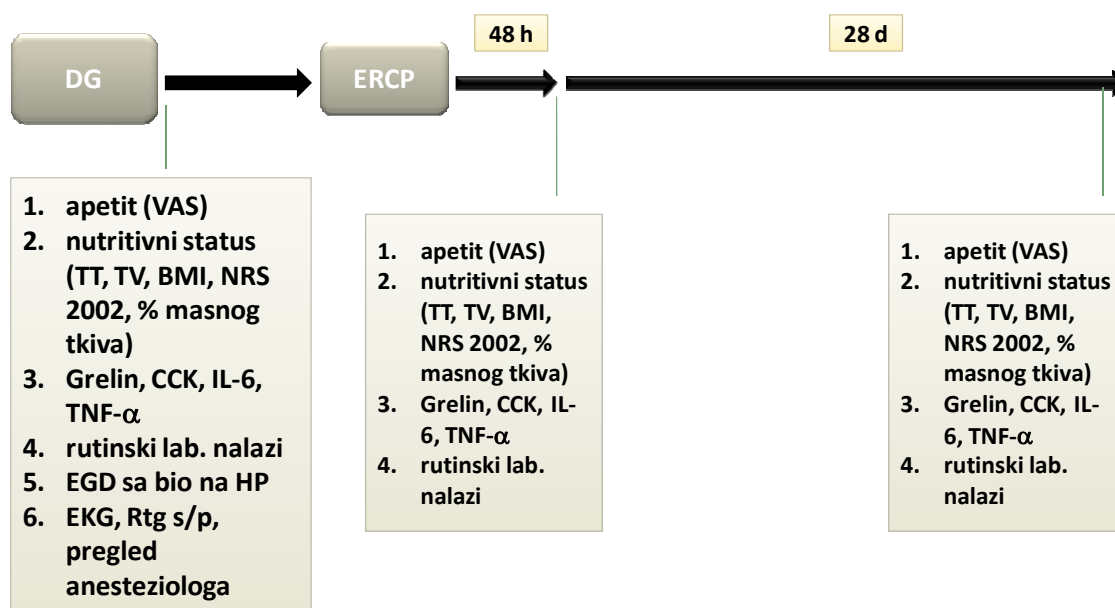 48 h
28 d
DG
ERCP
1. apetit (VAS)
2. nutritivni status
(TT, TV, BMI, NRS
2002, % masnog
tkiva)
3. Grelin, CCK, IL-6,
TNF-α
4. rutinski lab. nalazi
5. EGD sa bio na HP
6. EKG, Rtg s/p,
pregled
anesteziologa
1. apetit (VAS)
2. nutritivni status
(TT, TV, BMI,
NRS 2002, %
masnog tkiva)
3. Grelin, CCK, IL-
6, TNF-α
4. rutinski lab.
nalazi
1. apetit (VAS)
2. nutritivni status
(TT, TV, BMI,
NRS 2002, %
masnog tkiva)
3. Grelin, CCK, IL-
6, TNF-α
4. rutinski lab.
nalazi